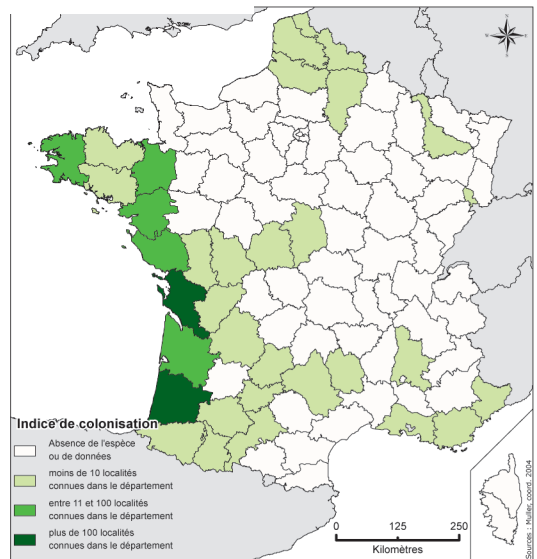 N
W
E
S
Indice de colonisation
Absence de l'espèce
ou de données
moins de 10 localités
connues dans le département
entre 11 et 100 localités
connues dans le département
plus de 100 localités
connues dans le département
0 125 250
Kilomètres
Sources : Muller, coord. 2004